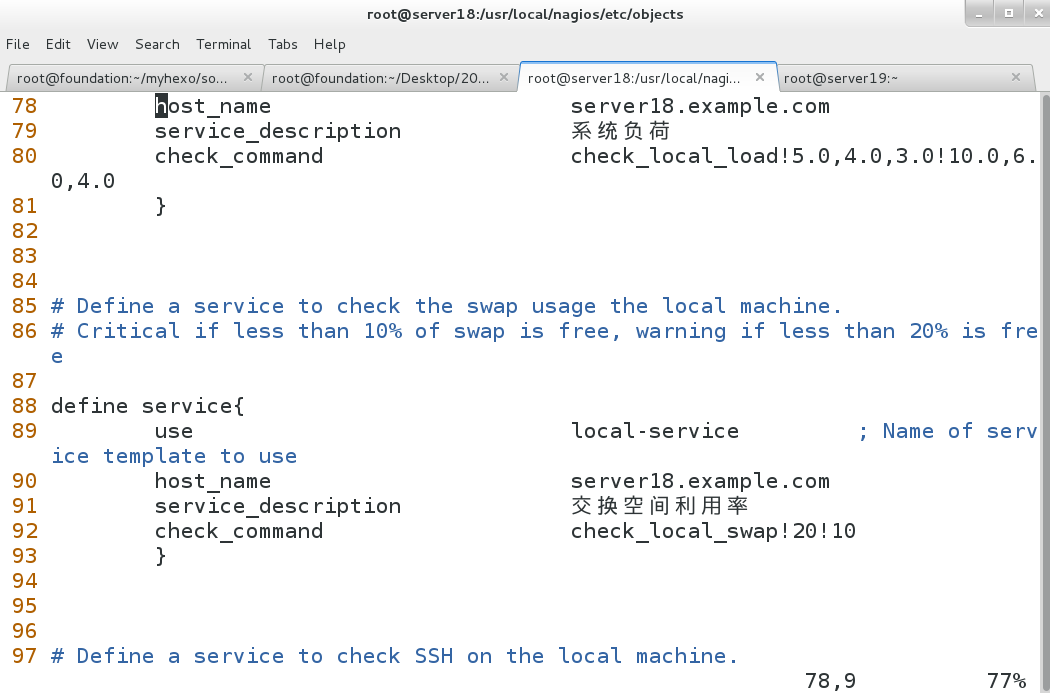 root@server18:/usr/local/nagios/etc/objects
File Edit View Search Terminal Tabs Help
root@foundation:~/myhexo/so... × root@foundation:~/Desktop/20... × root@server18:/usr/local/nagi... × root@server19:~ ×
78 host_name server18.example.com
79 service_description 系统负荷
80 check_command check_local_load!5.0,4.0,3.0!10.0,6.
0,4.0
81 }
82
83
84
85 # Define a service to check the swap usage the local machine.
86 # Critical if less than 10% of swap is free, warning if less than 20% is fre
e
87
88 define service{
89 use local-service ; Name of serv
ice template to use
90 host_name server18.example.com
91 service_description 交换空间利用率
92 check_command check_local_swap!20!10
93 }
94
95
96
97 # Define a service to check SSH on the local machine.
78,9 77%